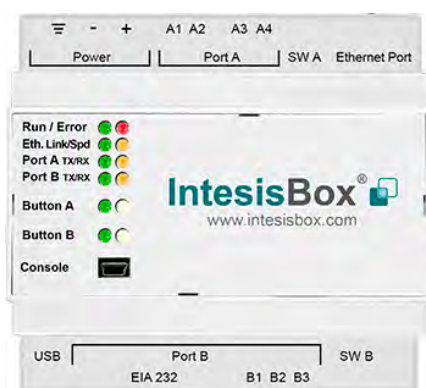 - +
A1 A2 A3 A4
Power Port A SW A Ethernet Port
Run / Error
Eth. Link/Spd
Port A TX/RX
Port B TX/RX
IntesisBox®
www.intesisbox.com
Button A
Button B
Console
USB Port B SW B
EIA 232 B1 B2 B3